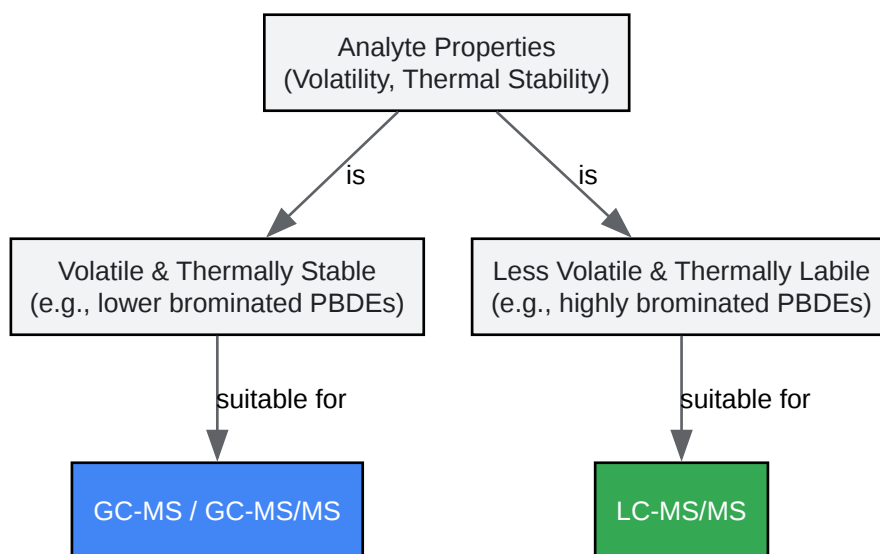 Analyte Properties
(Volatility, Thermal Stability)
is
is
Volatile & Thermally Stable
(e.g., lower brominated PBDEs)
Less Volatile & Thermally Labile
(e.g., highly brominated PBDEs)
suitable for
suitable for
GC-MS / GC-MS/MS
LC-MS/MS